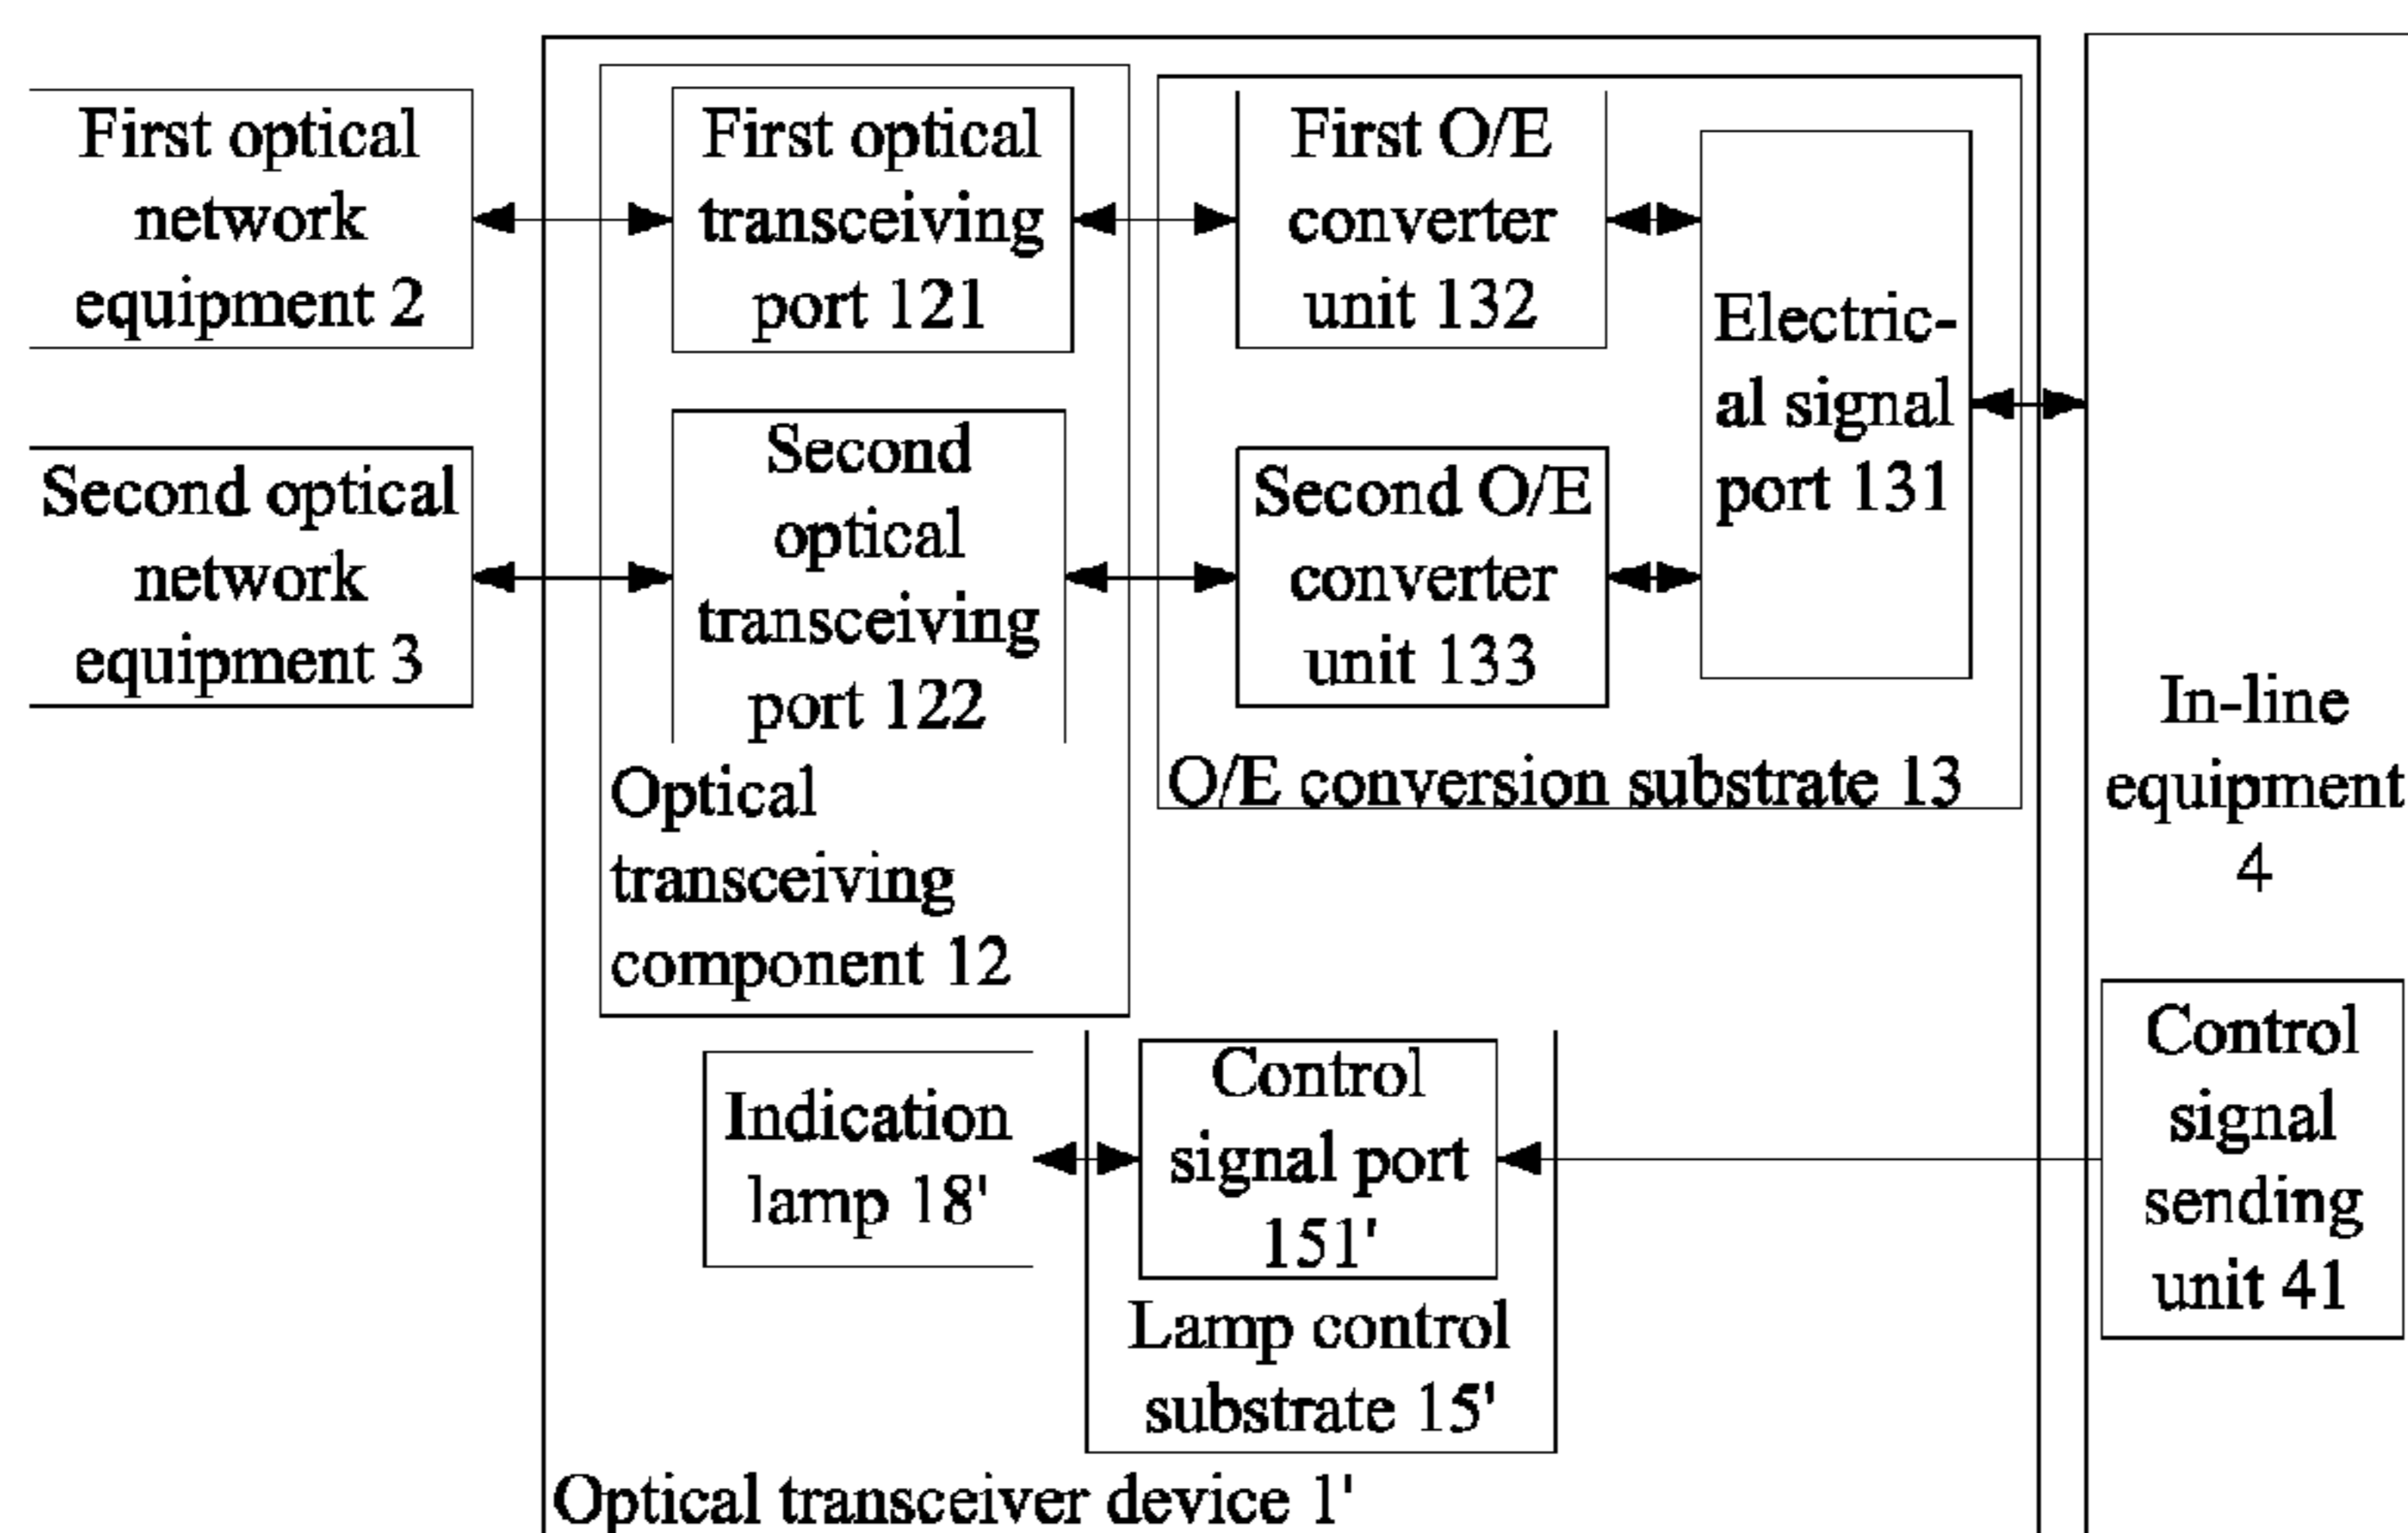 First optical
network
equipment 2
First optical
transceiving
port 121
First O/E
converter
unit 132
Electric-
al signal
port 131
Second optical
network
equipment 3
Second
optical
transceiving
port 122
Second O/E
converter
unit 133
Optical
transceiving
component 12
O/E conversion substrate 13
In-line
equipment
4
Indication
lamp 18'
Control
signal port
151'
Lamp control
substrate 15'
Control
signal
sending
unit 41
Optical transceiver device 1'